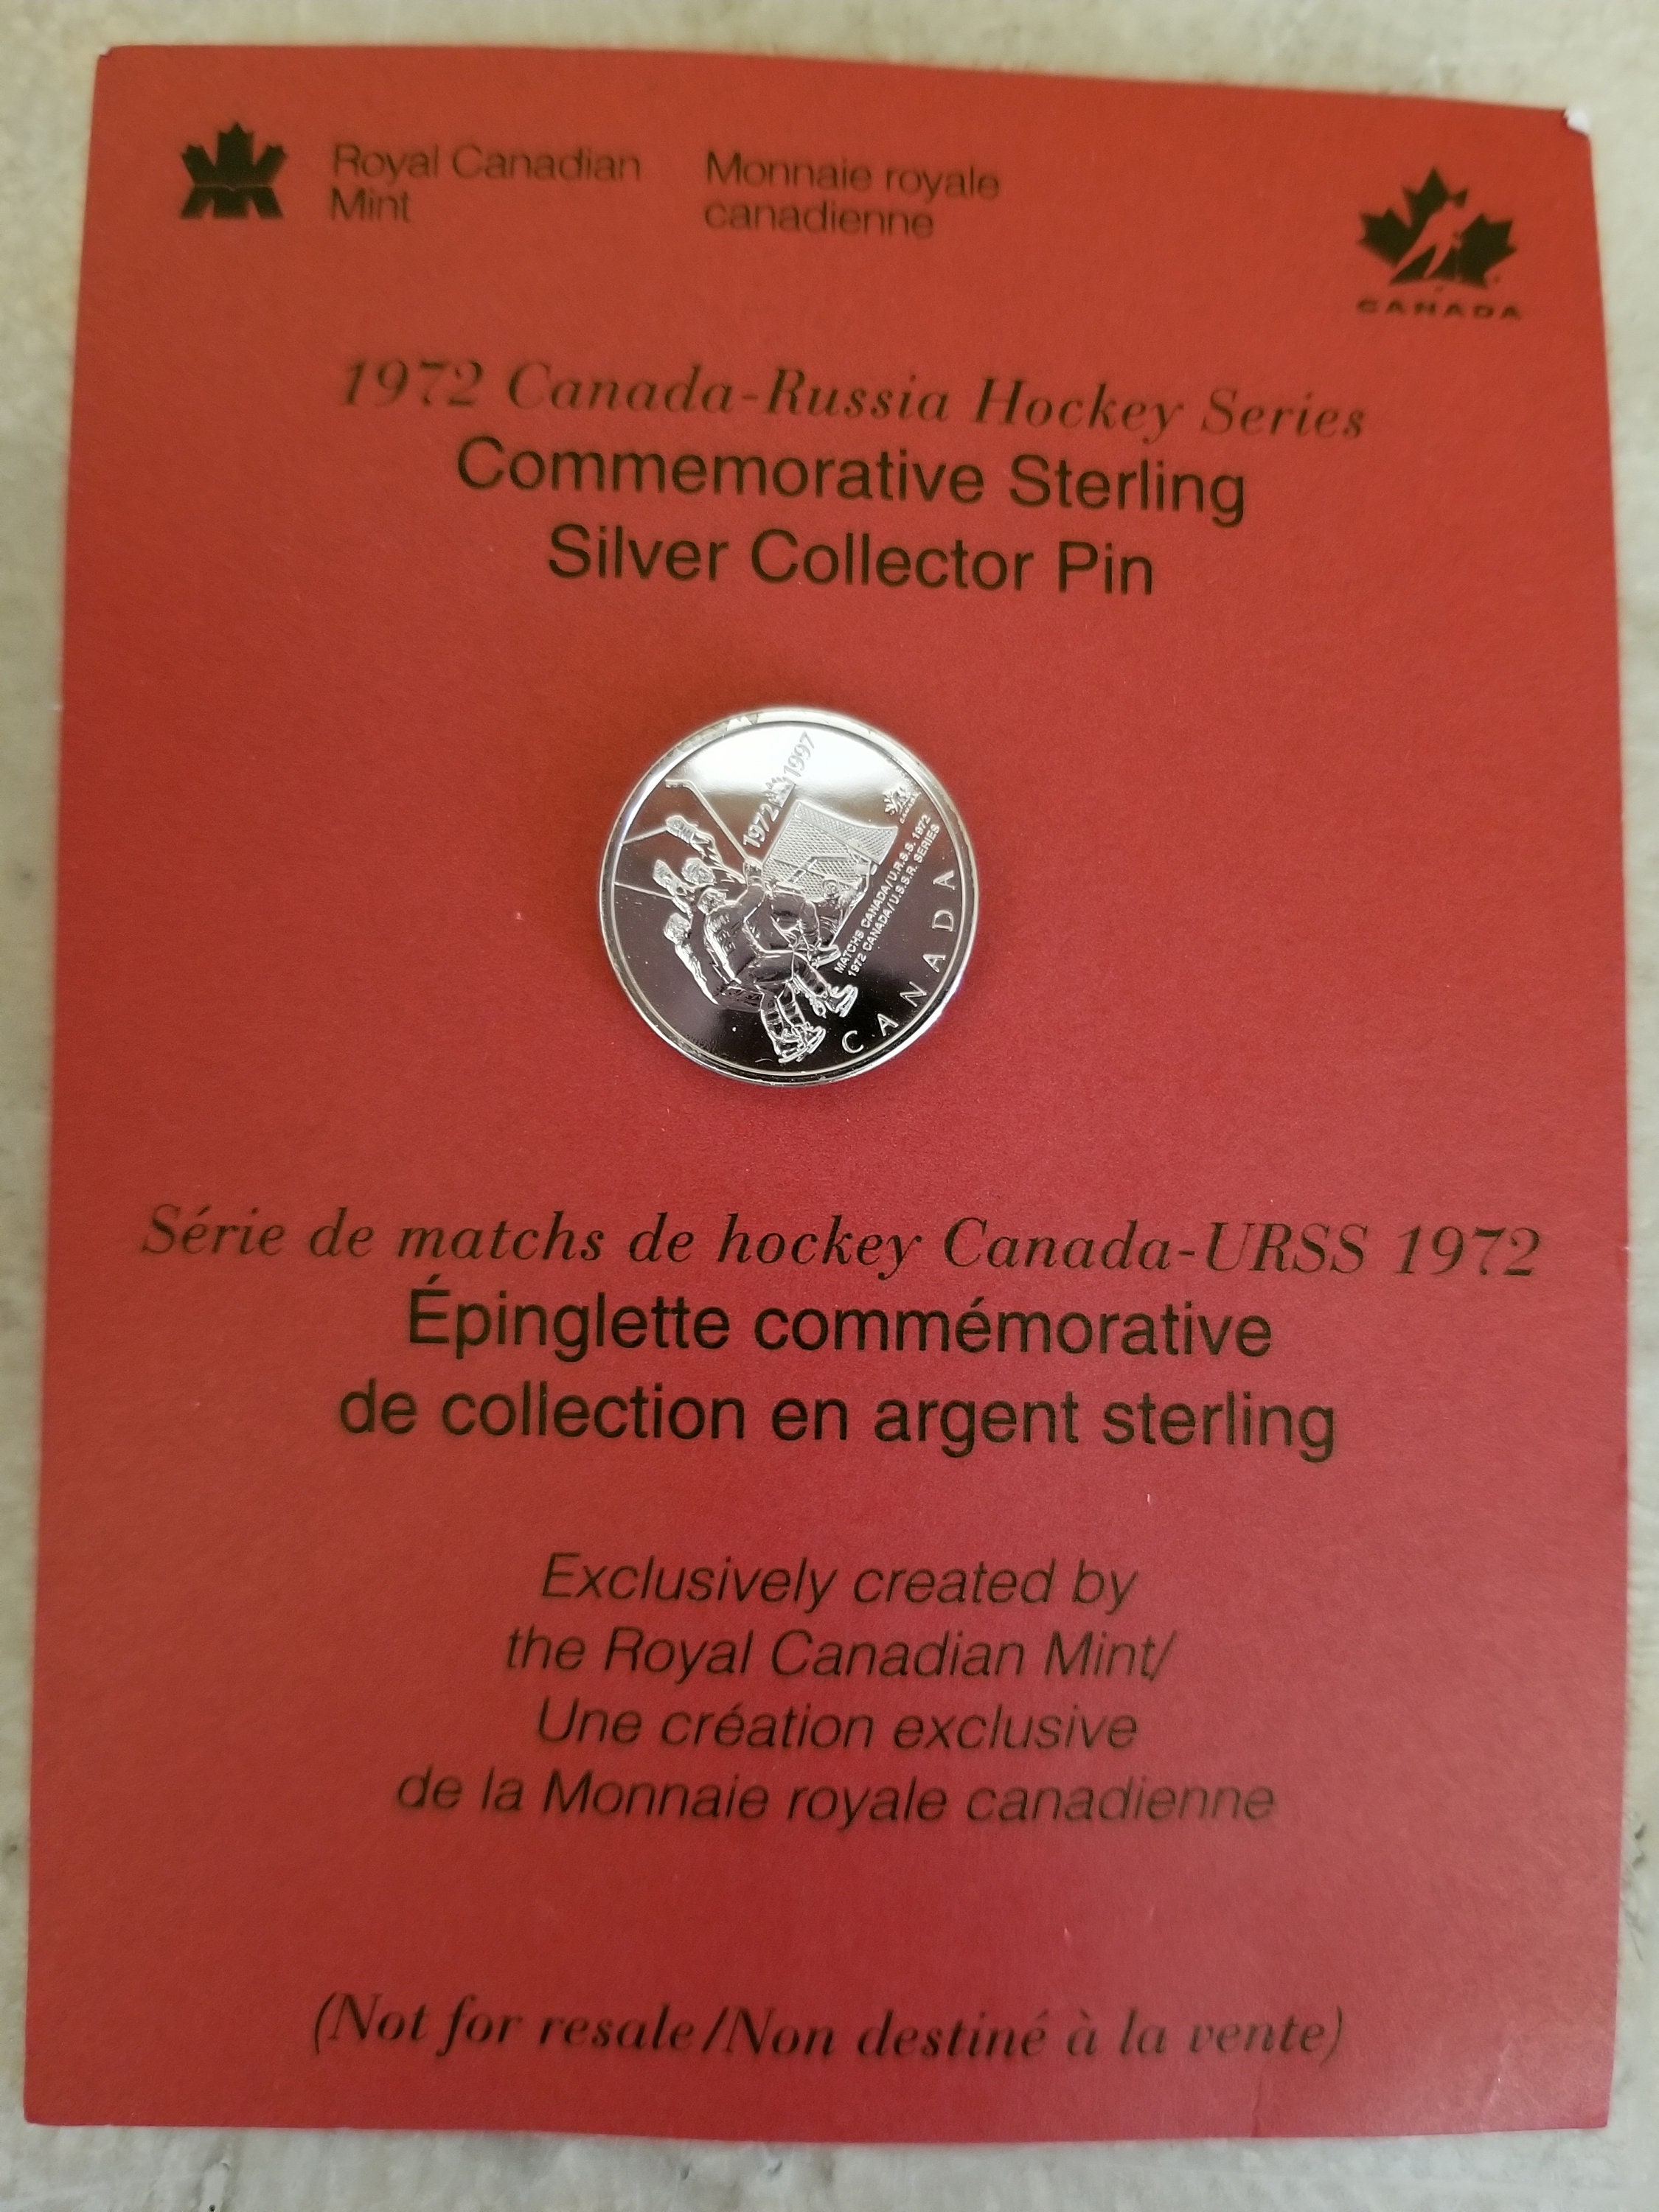 Royal Canadian Mint
Monnaie royale canadienne
CANADA
1972 Canada-Russia Hockey Series
Commemorative Sterling
Silver Collector Pin
1972 1997
CANADA
MATCHS CANADA/U.R.S.S. 1972
1972 CANADA/U.S.S.R. SERIES
CANADA
Série de matchs de hockey Canada-URSS 1972
Épinglette commémorative
de collection en argent sterling
Exclusively created by
the Royal Canadian Mint/
Une création exclusive
de la Monnaie royale canadienne
(Not for resale/Non destiné à la vente)